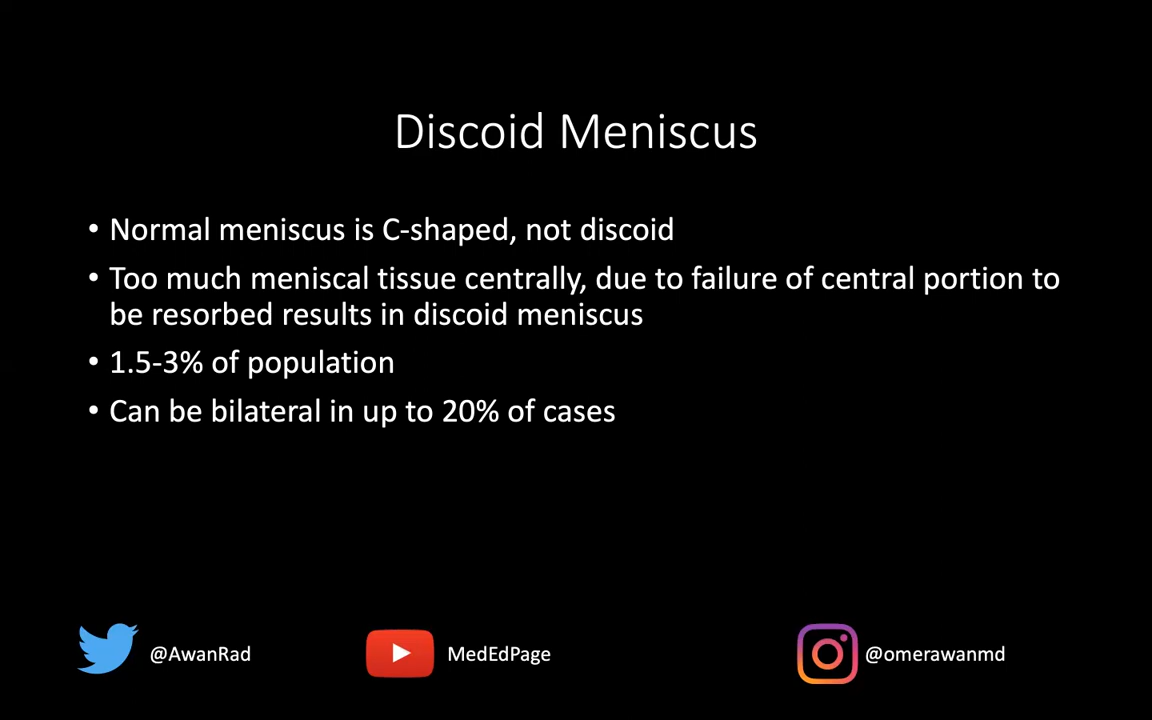 Discoid Meniscus
• Normal meniscus is C-shaped, not discoid
• Too much meniscal tissue centrally, due to failure of central portion to
be resorbed results in discoid meniscus
• 1.5-3% of population
• Can be bilateral in up to 20% of cases
@AwanRad
MedEdPage
@omerawanmd